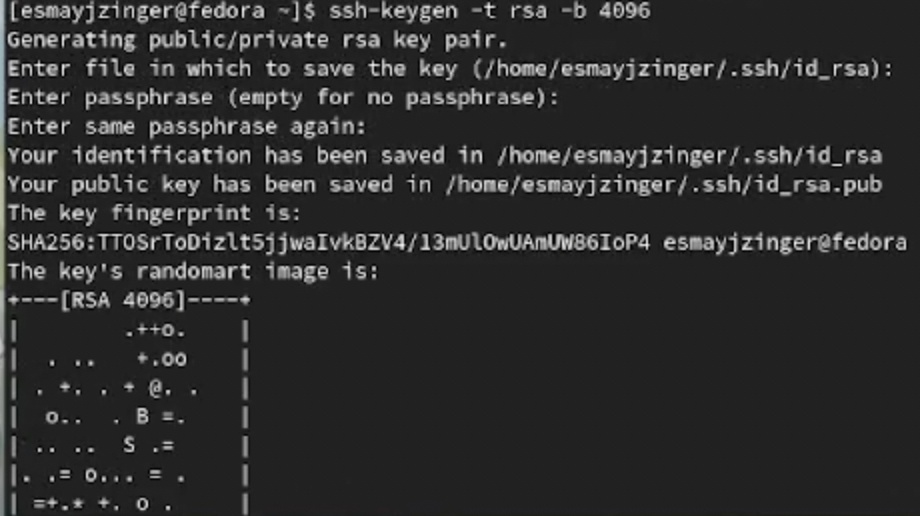 [esmayjzinger@fedora ~]$ ssh-keygen -t rsa -b 4096
Generating public/private rsa key pair.
Enter file in which to save the key (/home/esmayjzinger/.ssh/id_rsa):
Enter passphrase (empty for no passphrase):
Enter same passphrase again:
Your identification has been saved in /home/esmayjzinger/.ssh/id_rsa
Your public key has been saved in /home/esmayjzinger/.ssh/id_rsa.pub
The key fingerprint is:
SHA256:TTOSrToDizlt5jjwaIvkBZV4/13mUlOwUAmUW86IoP4 esmayjzinger@fedora
The key's randomart image is:
+---[RSA 4096]----+
|        .++o.    |
|  . ..   +.oo    |
| . +. . + @. .   |
|  o..  . B =.    |
| .. ..  S .=     |
|. .= o... = .    |
| =+.* +. o .     |